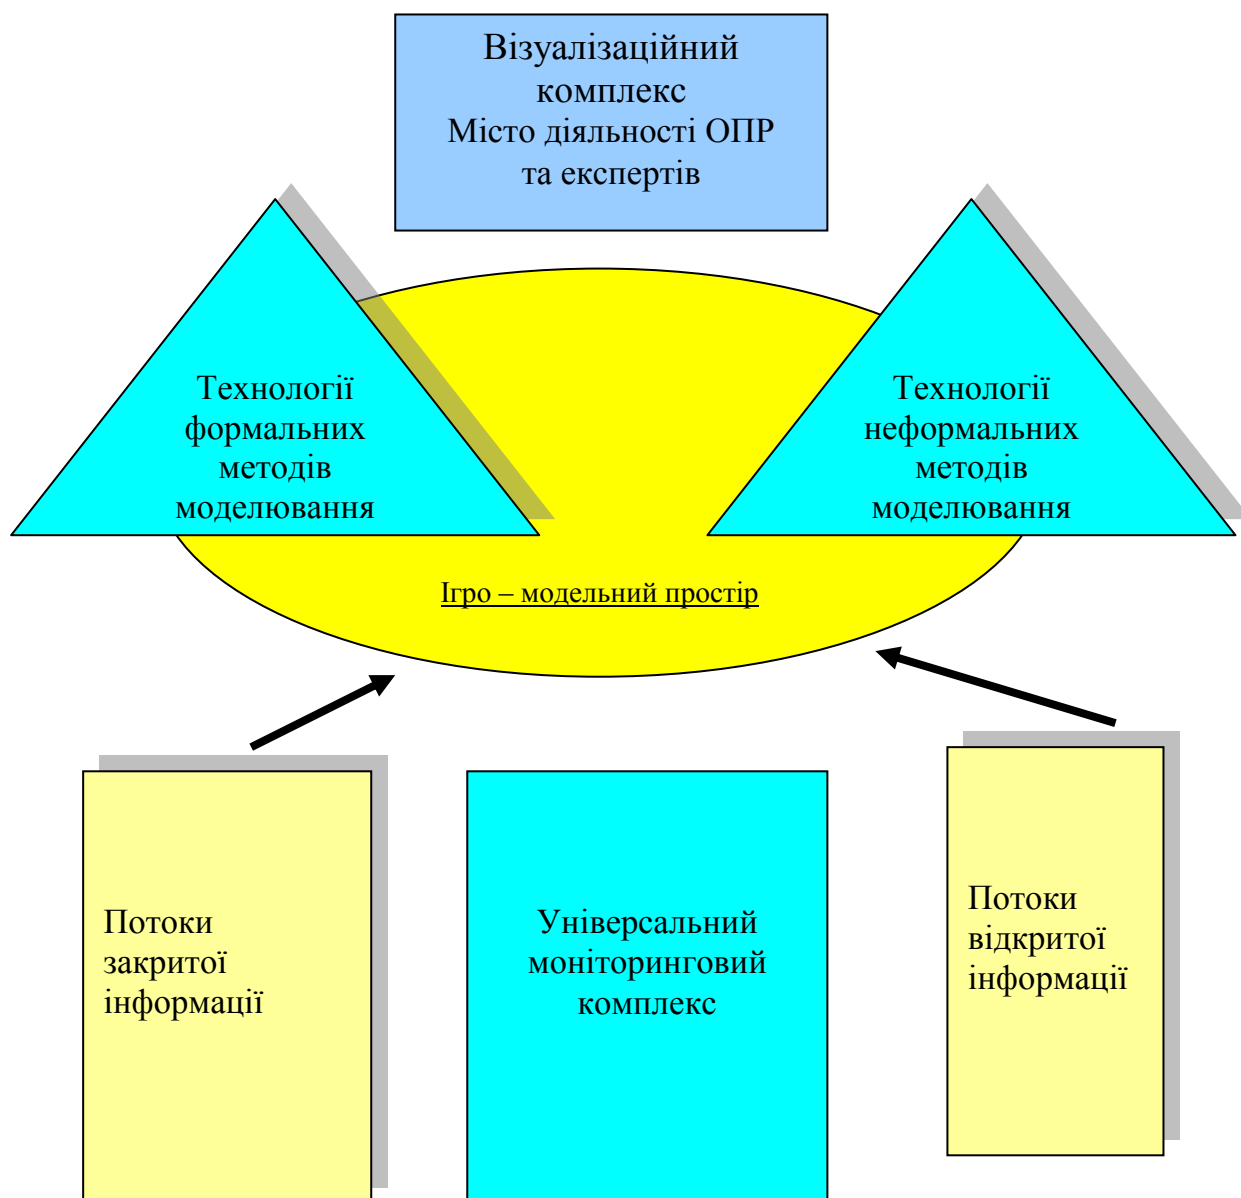 Візуалізаційний
комплекс
Місто діяльності ОПР
та експертів
Технології
формальних
методів
моделювання
Технології
неформальних
методів
моделювання
Ігро – модельний простір
Потоки
закритої
інформації
Універсальний
моніторинговий
комплекс
Потоки
відкритої
інформації